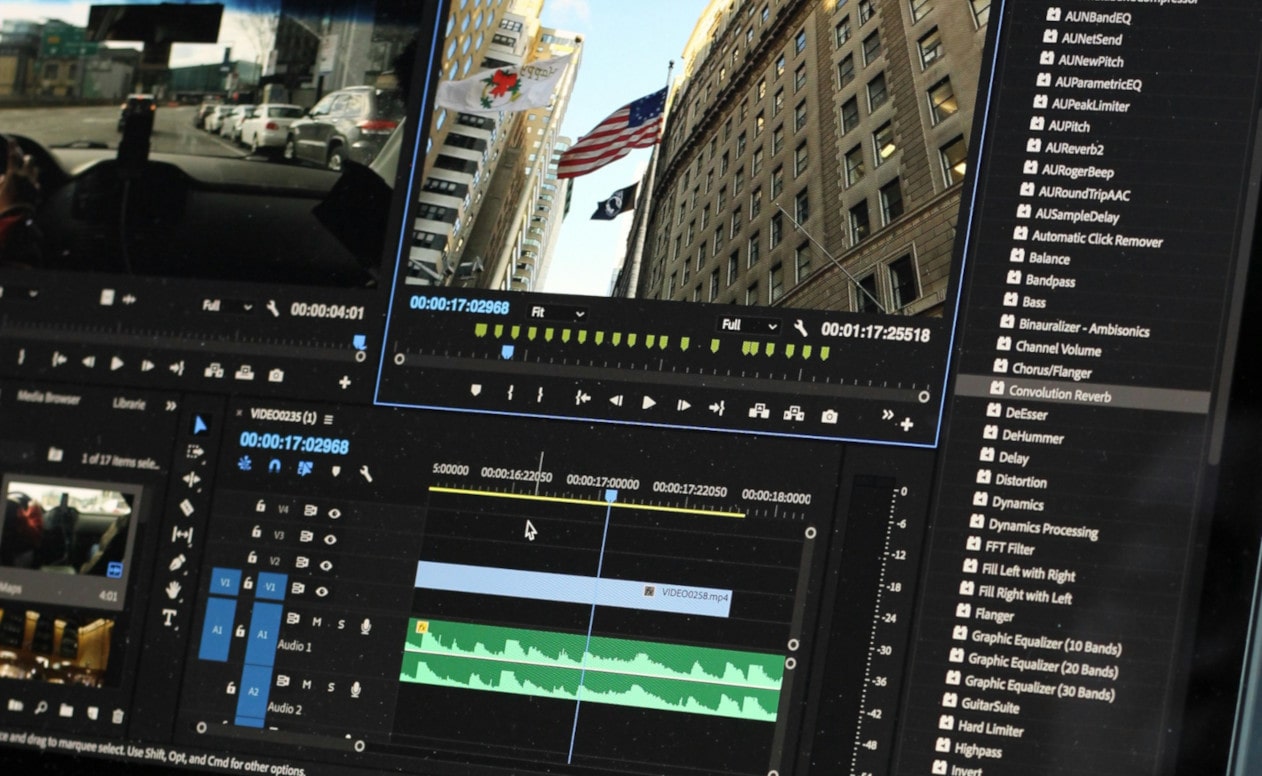 Full
00:00:04:01
00:00:17:02968
Fit
Full
00:01:17:25518
Media Browser
Librarie
1 of 17 items sele...
Maps
4:01
× VIDEO0235 (1)
00:00:17:02968
5:00000
00:00:16:22050
00:00:17:00000
00:00:17:22050
00:00:18:0000
V4
V3
V2
V1
V1
VIDEO0258.mp4
fx
A1
A1
M
S
Audio 1
A2
M
S
Audio 2
0
-6
-12
-18
-24
-30
-36
-42
-48
ce and drag to marquee select. Use Shift, Opt, and Cmd for other options.
AUNBandEQ
AUNetSend
AUNewPitch
AUParametricEQ
AUPeakLimiter
AUPitch
AUReverb2
AURogerBeep
AURoundTripAAC
AUSampleDelay
Automatic Click Remover
Balance
Bandpass
Bass
Binauralizer - Ambisonics
Channel Volume
Chorus/Flanger
Convolution Reverb
DeEsser
DeHummer
Delay
Distortion
Dynamics
Dynamics Processing
FFT Filter
Fill Left with Right
Fill Right with Left
Flanger
Graphic Equalizer (10 Bands)
Graphic Equalizer (20 Bands)
Graphic Equalizer (30 Bands)
GuitarSuite
Hard Limiter
Highpass
Invert